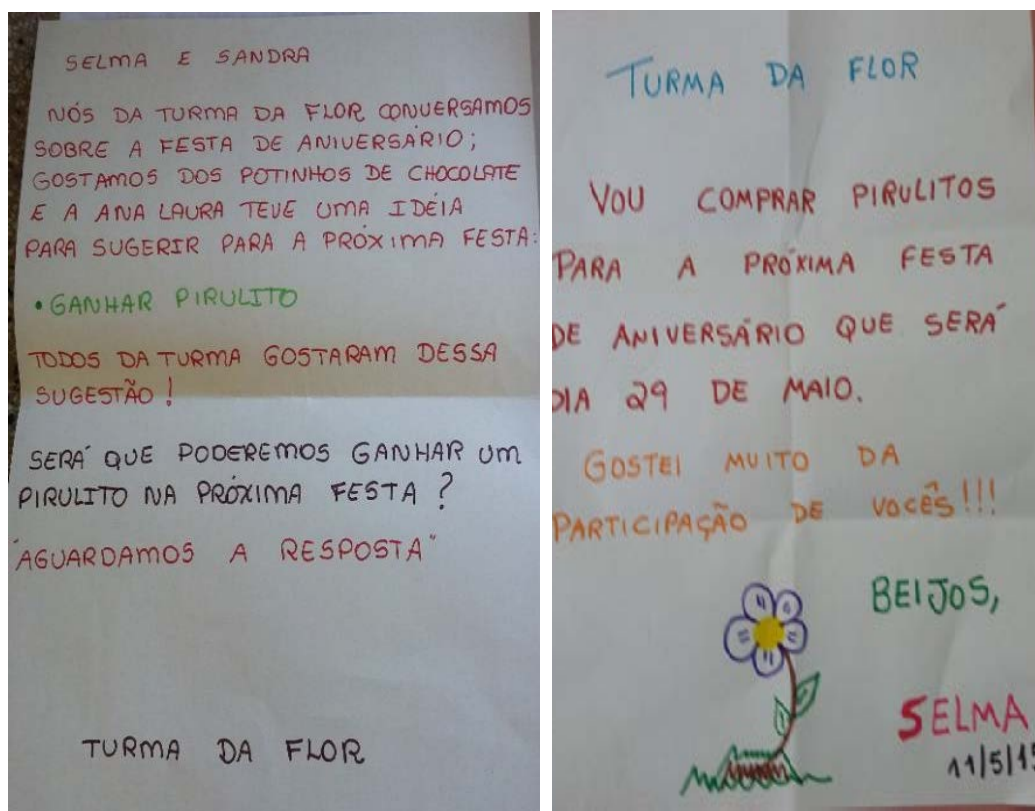 SELMA E SANDRA
NÓS DA TURMA DA FLOR CONVERSAMOS
SOBRE A FESTA DE ANIVERSÁRIO;
GOSTAMOS DOS POTINHOS DE CHOCOLATE
E A ANA LAURA TEVE UMA IDÉIA
PARA SUGERIR PARA A PRÓXIMA FESTA:
• GANHAR PIRULITO
TODOS DA TURMA GOSTARAM DESSA
SUGESTÃO!
SERÁ QUE PODEREMOS GANHAR UM
PIRULITO NA PRÓXIMA FESTA?
"AGUARDAMOS A RESPOSTA"
TURMA DA FLOR
TURMA DA FLOR
VOU COMPRAR PIRULITOS
PARA A PRÓXIMA FESTA
DE ANIVERSÁRIO QUE SERÁ
DIA 29 DE MAIO.
GOSTEI MUITO DA
PARTICIPAÇÃO DE VOCÊS!!!
BEIJOS,
SELMA
11/5/15